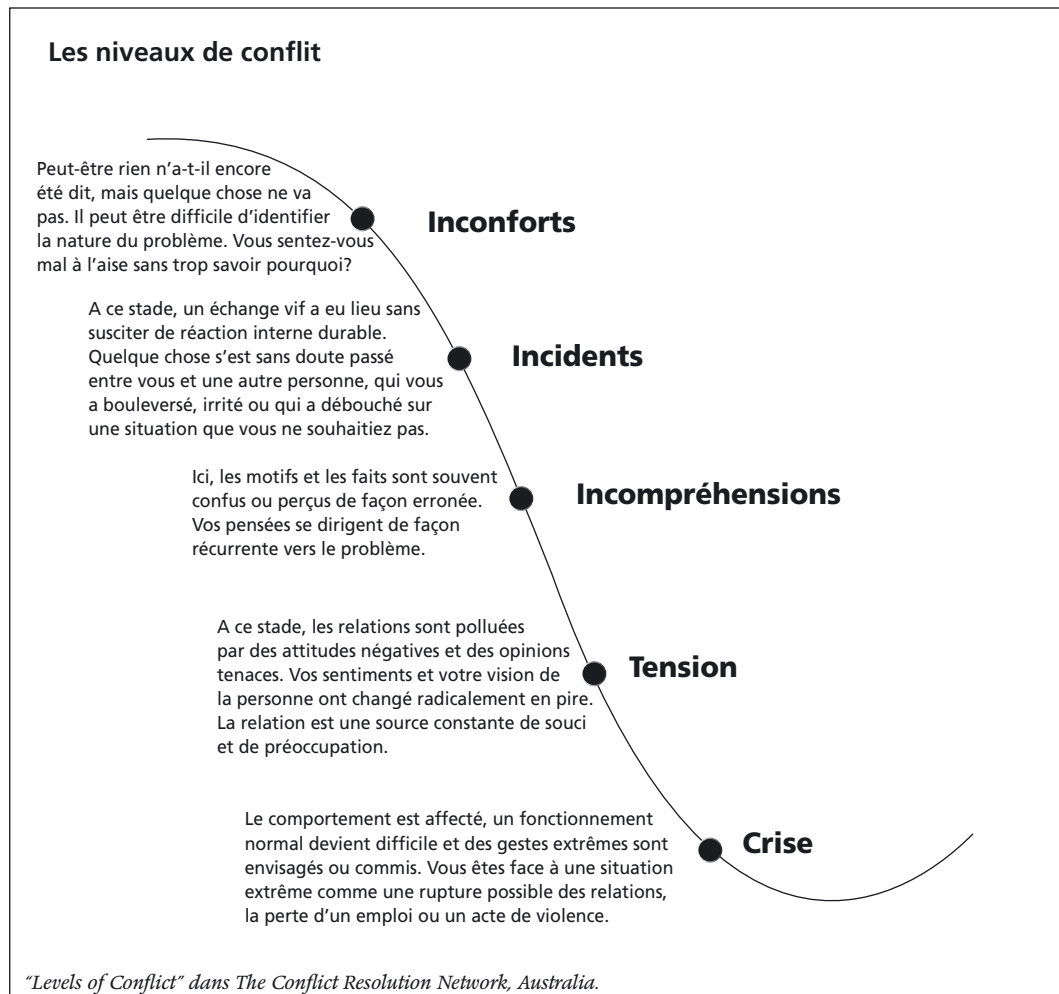 Les niveaux de conflit
Peut-être rien n'a-t-il encore
été dit, mais quelque chose ne va
pas. Il peut être difficile d'identifier
la nature du problème. Vous sentez-vous
mal à l'aise sans trop savoir pourquoi?
Inconforts
A ce stade, un échange vif a eu lieu sans
susciter de réaction interne durable.
Quelque chose s'est sans doute passé
entre vous et une autre personne, qui vous
a bouleversé, irrité ou qui a débouché sur
une situation que vous ne souhaitiez pas.
Incidents
Ici, les motifs et les faits sont souvent
confus ou perçus de façon erronée.
Vos pensées se dirigent de façon
récurrente vers le problème.
Incompréhensions
A ce stade, les relations sont polluées
par des attitudes négatives et des opinions
tenaces. Vos sentiments et votre vision de
la personne ont changé radicalement en pire.
La relation est une source constante de souci
et de préoccupation.
Tension
Le comportement est affecté, un fonctionnement
normal devient difficile et des gestes extrêmes sont
envisagés ou commis. Vous êtes face à une situation
extrême comme une rupture possible des relations,
la perte d'un emploi ou un acte de violence.
Crise
"Levels of Conflict" dans The Conflict Resolution Network, Australia.